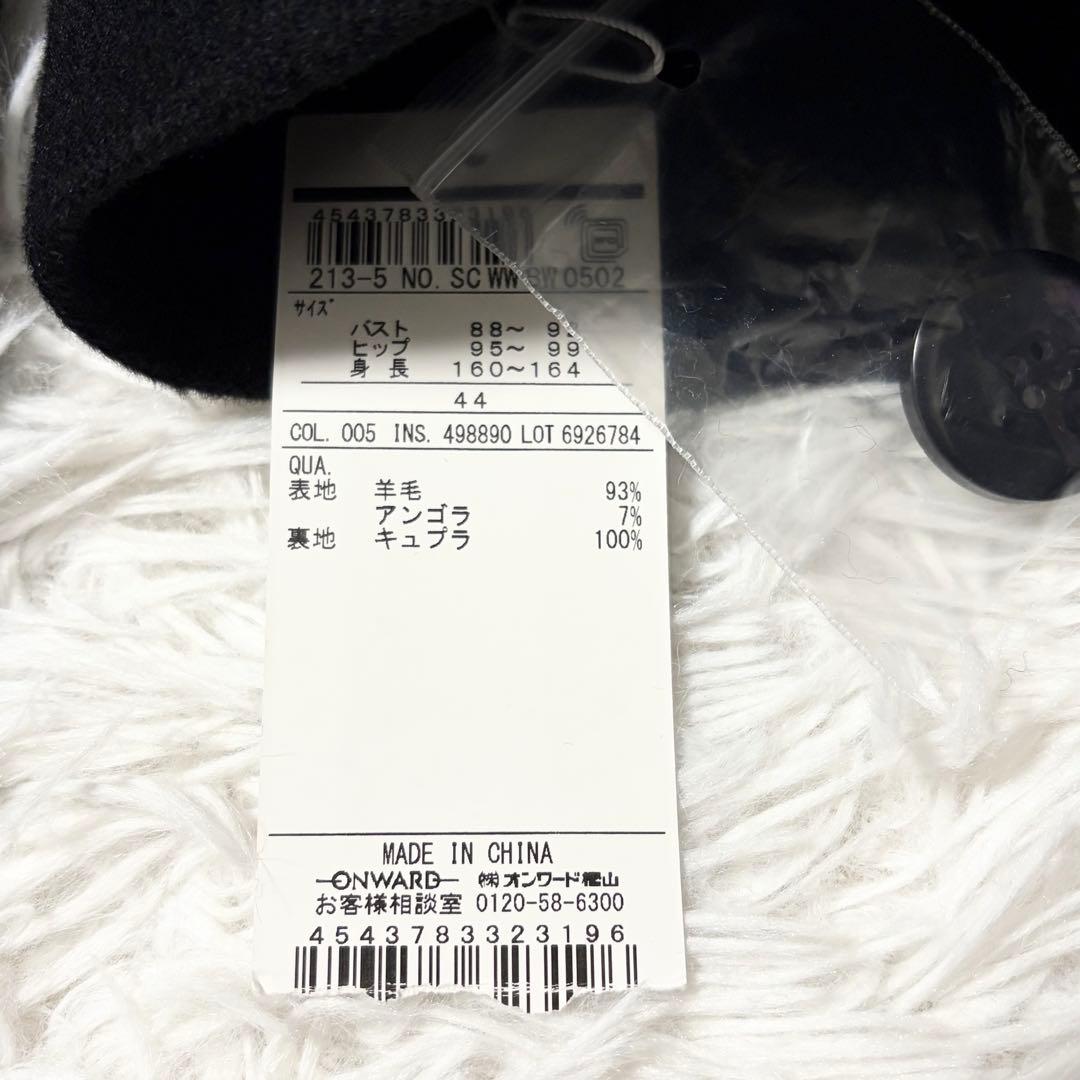 4543783323196
213-5 NO. SCWWBW0502
サイズ
バスト 88～ 92
ヒップ 95～ 99
身長 160～164
44
COL. 005 INS. 498890 LOT 6926784
QUA.
表地 羊毛 93%
アンゴラ 7%
裏地 キュプラ 100%
MADE IN CHINA
ONWARD ㈱オンワード樫山
お客様相談室 0120-58-6300
4543783323196